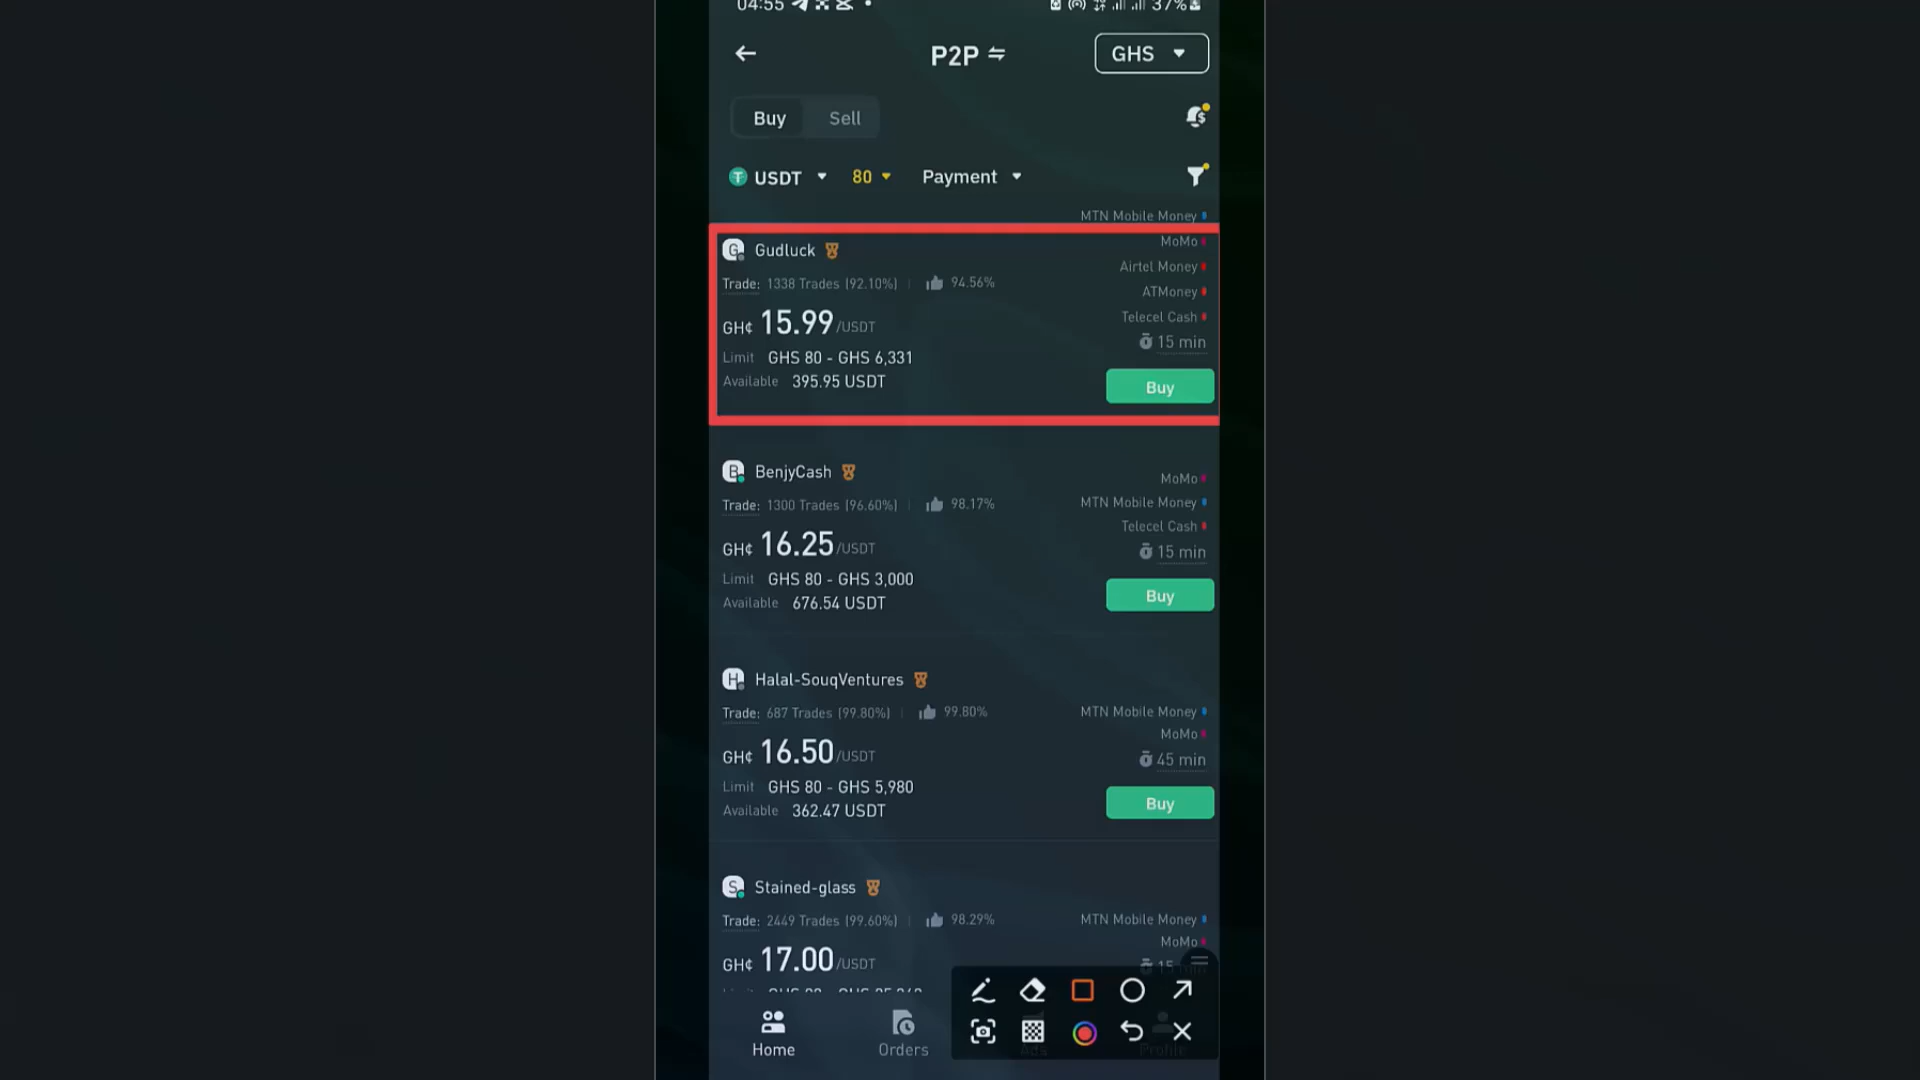 04:55 37%
P2P GHS
Buy Sell
USDT 80 Payment
MTN Mobile Money
G Gudluck
MoMo
Airtel Money
Trade: 1338 Trades (92.10%) 94.56%
ATMoney
GH¢ 15.99 /USDT
Telecel Cash
15 min
Limit GHS 80 - GHS 6,331
Available 395.95 USDT
Buy
B BenjyCash
MoMo
Trade: 1300 Trades (96.60%) 98.17%
MTN Mobile Money
Telecel Cash
GH¢ 16.25 /USDT
15 min
Limit GHS 80 - GHS 3,000
Available 676.54 USDT
Buy
H Halal-SouqVentures
Trade: 687 Trades (99.80%) 99.80%
MTN Mobile Money
MoMo
GH¢ 16.50 /USDT
45 min
Limit GHS 80 - GHS 5,980
Available 362.47 USDT
Buy
S Stained-glass
Trade: 2449 Trades (99.60%) 98.29%
MTN Mobile Money
MoMo
GH¢ 17.00 /USDT
15 min
Home Orders Ads Profile